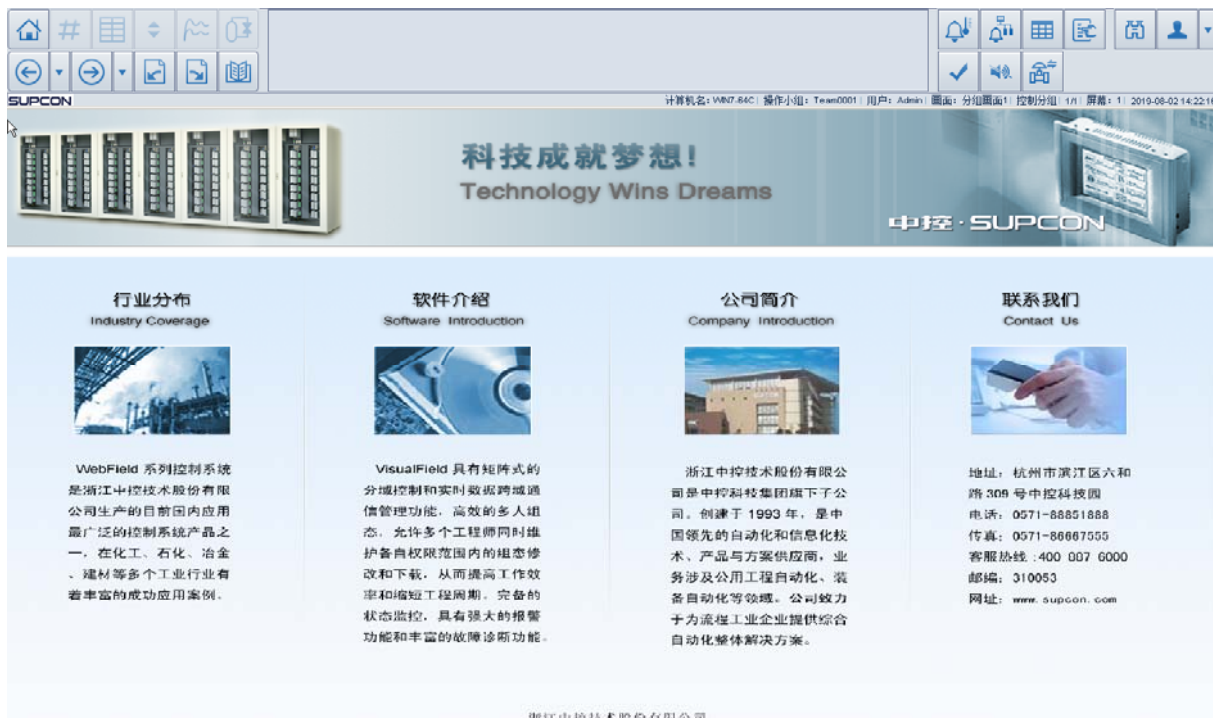 SUPCON
计算机名: WIN7-64C 操作小组: Team0001 用户: Admin 画面: 分组画面1 控制分组 1/1 屏幕: 1 2019-08-02 14:22:16
科技成就梦想!
Technology Wins Dreams
中控·SUPCON
行业分布
Industry Coverage
WebField 系列控制系统
是浙江中控技术股份有限
公司生产的目前国内应用
最广泛的控制系统产品之
一，在化工、石化、冶金
、建材等多个工业行业有
着丰富的成功应用案例。
软件介绍
Software Introduction
VisualField 具有矩阵式的
分域控制和实时数据跨域通
信管理功能，高效的多人组
态，允许多个工程师同时维
护各自权限范围内的组态修
改和下载，从而提高工作效
率和缩短工程周期。完备的
状态监控，具有强大的报警
功能和丰富的故障诊断功能。
公司简介
Company Introduction
浙江中控技术股份有限公
司是中控科技集团旗下子公
司，创建于 1993 年，是中
国领先的自动化和信息化技
术、产品与方案供应商，业
务涉及公用工程自动化、装
备自动化等领域。公司致力
于为流程工业企业提供综合
自动化整体解决方案。
联系我们
Contact Us
地址：杭州市滨江区六和
路 309 号中控科技园
电话：0571-88851888
传真：0571-86667555
客服热线:400 887 6000
邮编：310053
网址：www.supcon.com
浙江中控技术股份有限公司